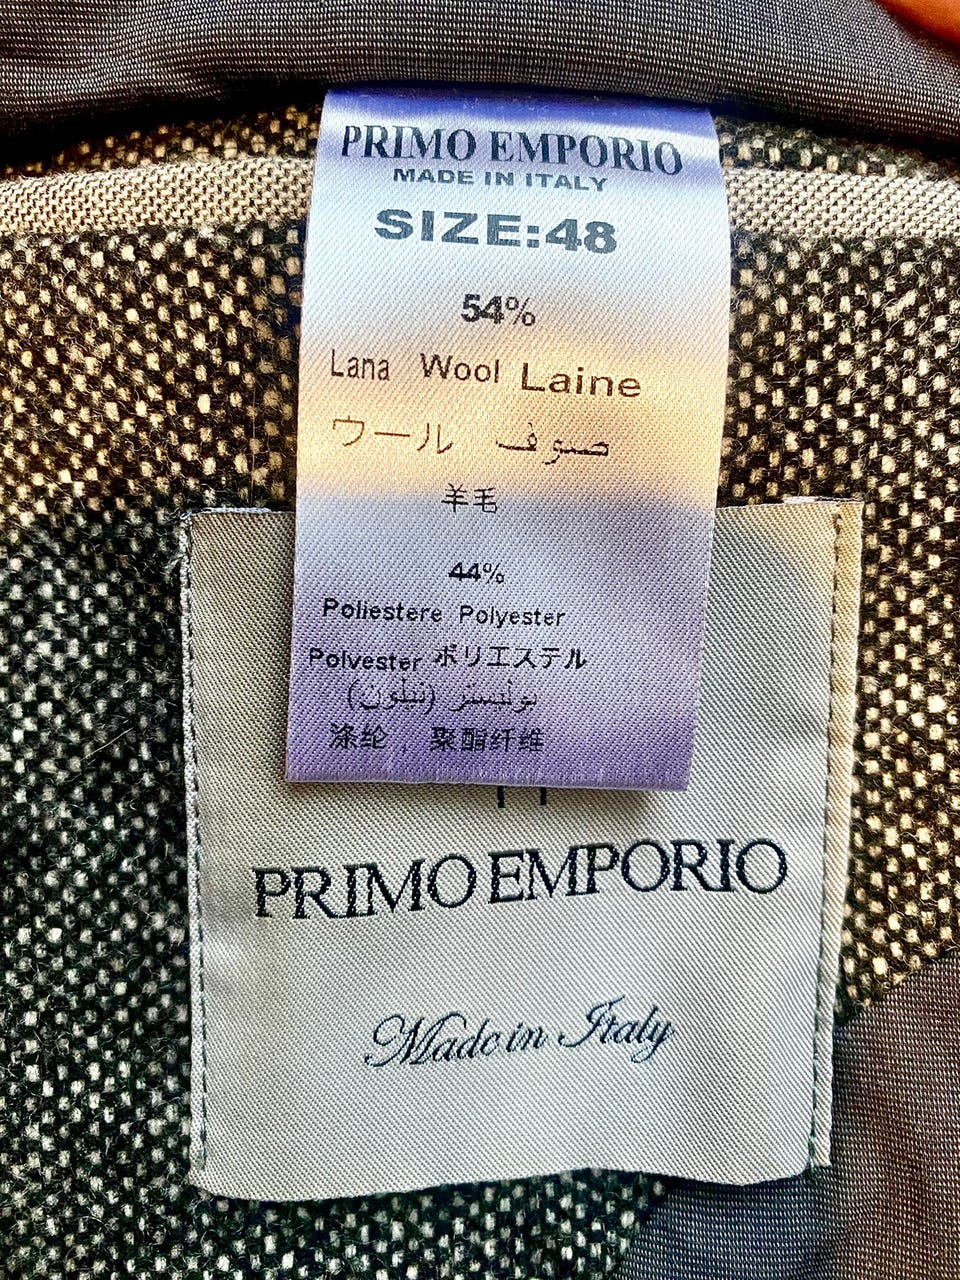 PRIMO EMPORIO
MADE IN ITALY
SIZE:48
54%
Lana Wool Laine
ウール صوف
羊毛
44%
Poliestere Polyester
Polyester ポリエステル
بوليستر (نيلون)
涤纶，聚酯纤维
PRIMO EMPORIO
Made in Italy